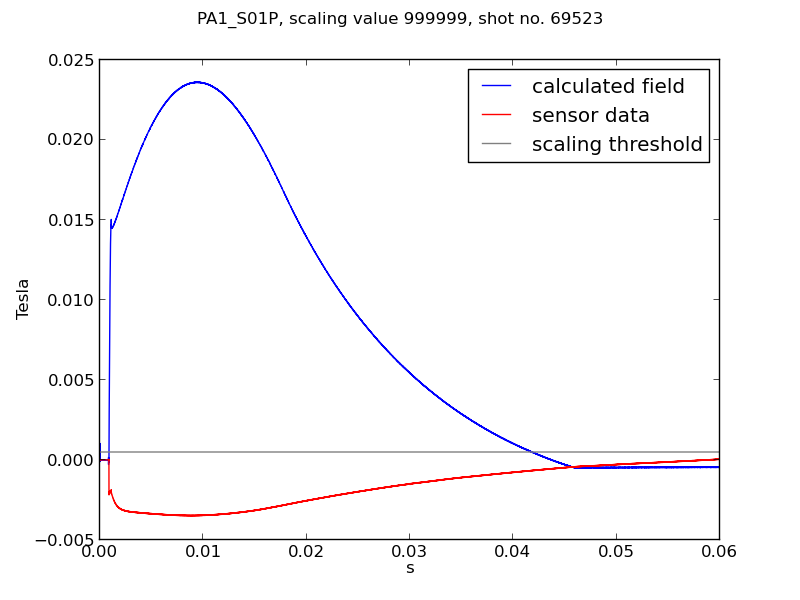 PA1_S01P, scaling value 999999, shot no. 69523
0.025
calculated field
sensor data
scaling threshold
0.020
0.015
Tesla
0.010
0.005
0.000
−0.005
0.00 0.01 0.02 0.03 0.04 0.05 0.06
s